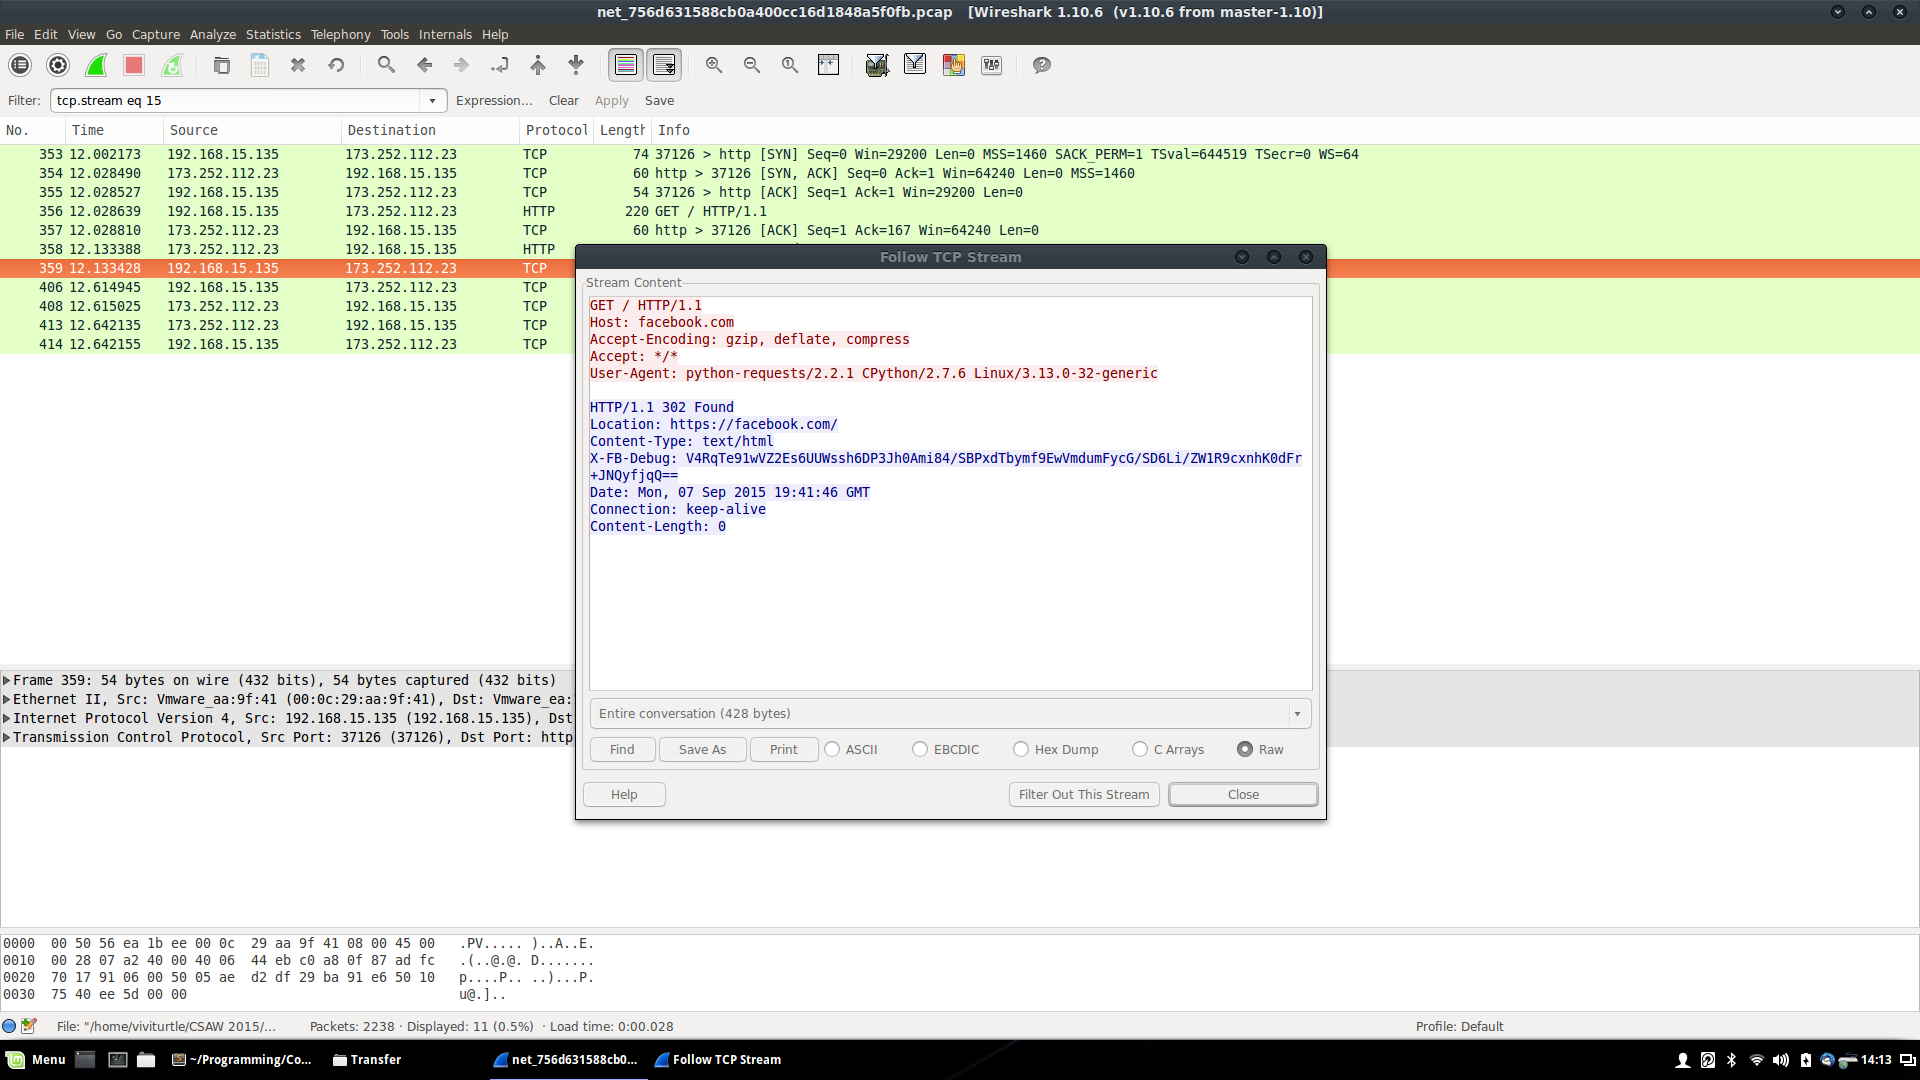 net_756d631588cb0a400cc16d1848a5f0fb.pcap [Wireshark 1.10.6 (v1.10.6 from master-1.10)]
File Edit View Go Capture Analyze Statistics Telephony Tools Internals Help
Filter: tcp.stream eq 15 Expression... Clear Apply Save
No. Time Source Destination Protocol Length Info
353 12.002173 192.168.15.135 173.252.112.23 TCP 74 37126 > http [SYN] Seq=0 Win=29200 Len=0 MSS=1460 SACK_PERM=1 TSval=644519 TSecr=0 WS=64
354 12.028490 173.252.112.23 192.168.15.135 TCP 60 http > 37126 [SYN, ACK] Seq=0 Ack=1 Win=64240 Len=0 MSS=1460
355 12.028527 192.168.15.135 173.252.112.23 TCP 54 37126 > http [ACK] Seq=1 Ack=1 Win=29200 Len=0
356 12.028639 192.168.15.135 173.252.112.23 HTTP 220 GET / HTTP/1.1
357 12.028810 173.252.112.23 192.168.15.135 TCP 60 http > 37126 [ACK] Seq=1 Ack=167 Win=64240 Len=0
358 12.133388 173.252.112.23 192.168.15.135 HTTP
359 12.133428 192.168.15.135 173.252.112.23 TCP
406 12.614945 192.168.15.135 173.252.112.23 TCP
408 12.615025 173.252.112.23 192.168.15.135 TCP
413 12.642135 173.252.112.23 192.168.15.135 TCP
414 12.642155 192.168.15.135 173.252.112.23 TCP
Follow TCP Stream
Stream Content
GET / HTTP/1.1
Host: facebook.com
Accept-Encoding: gzip, deflate, compress
Accept: */*
User-Agent: python-requests/2.2.1 CPython/2.7.6 Linux/3.13.0-32-generic
HTTP/1.1 302 Found
Location: https://facebook.com/
Content-Type: text/html
X-FB-Debug: V4RqTe91wVZ2Es6UUWssh6DP3Jh0Ami84/SBPxdTbymf9EwVmdumFycG/SD6Li/ZW1R9cxnhK0dFr
+JNQyfjqQ==
Date: Mon, 07 Sep 2015 19:41:46 GMT
Connection: keep-alive
Content-Length: 0
Entire conversation (428 bytes)
Find Save As Print ASCII EBCDIC Hex Dump C Arrays Raw
Help Filter Out This Stream Close
Frame 359: 54 bytes on wire (432 bits), 54 bytes captured (432 bits)
Ethernet II, Src: Vmware_aa:9f:41 (00:0c:29:aa:9f:41), Dst: Vmware_ea:
Internet Protocol Version 4, Src: 192.168.15.135 (192.168.15.135), Dst
Transmission Control Protocol, Src Port: 37126 (37126), Dst Port: http
0000 00 50 56 ea 1b ee 00 0c 29 aa 9f 41 08 00 45 00 .PV..... )..A..E.
0010 00 28 07 a2 40 00 40 06 44 eb c0 a8 0f 87 ad fc .(..@.@. D.......
0020 70 17 91 06 00 50 05 ae d2 df 29 ba 91 e6 50 10 p....P.. ..)...P.
0030 75 40 ee 5d 00 00 u@.]..
File: "/home/viviturtle/CSAW 2015/... Packets: 2238 · Displayed: 11 (0.5%) · Load time: 0:00.028 Profile: Default
Menu ~/Programming/Co... Transfer net_756d631588cb0... Follow TCP Stream 14:13